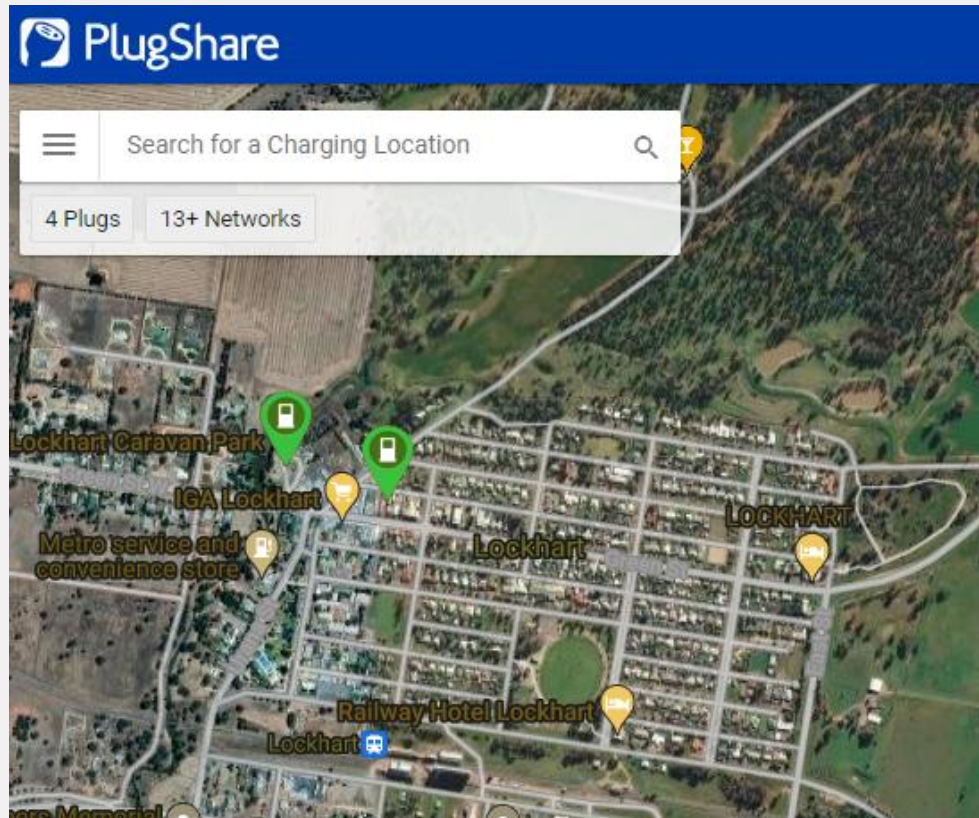 PlugShare
Search for a Charging Location
4 Plugs
13+ Networks
Lockhart Caravan Park
IGA Lockhart
LOCKHART
Metro service and
convenience store
Lockhart
Railway Hotel Lockhart
Lockhart
Memorial